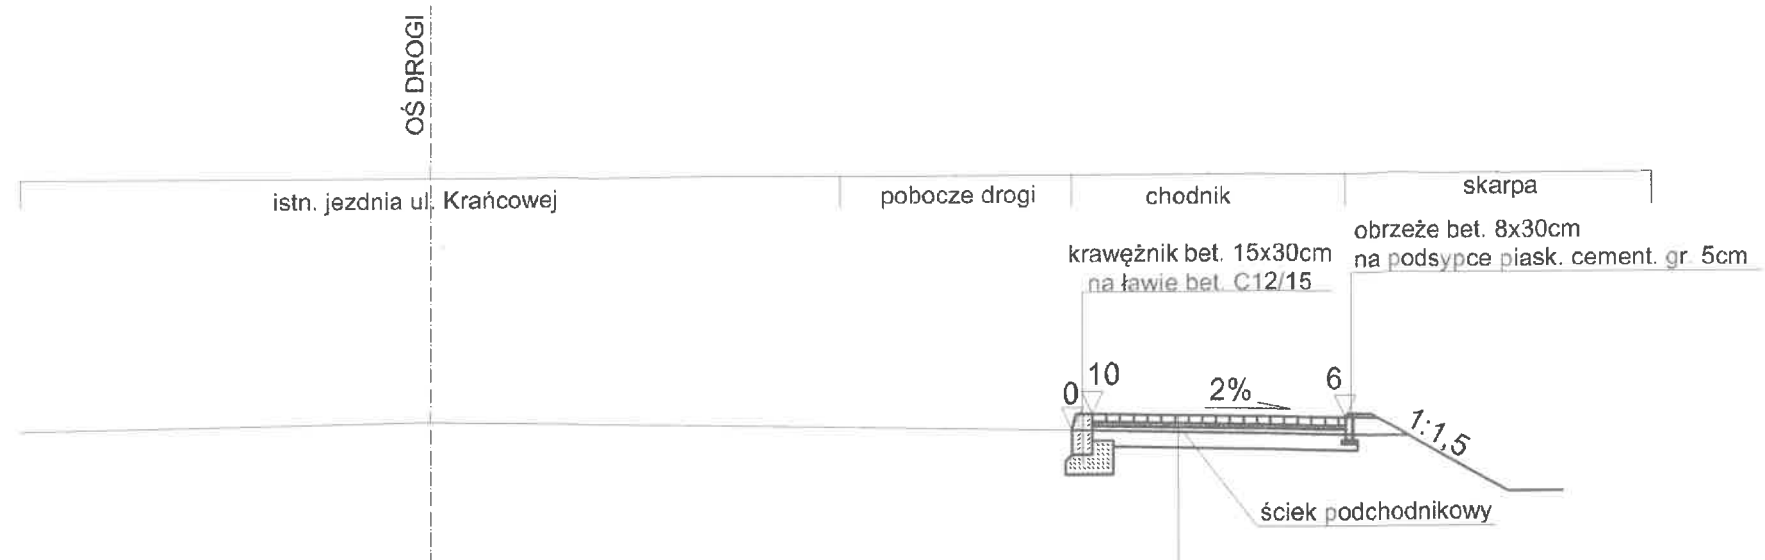 OŚ DROGI
istn. jezdnia ul. Krańcowej
pobocze drogi
chodnik
skarpa
krawężnik bet. 15x30cm
na ławie bet. C12/15
obrzeże bet. 8x30cm
na podsypce piask. cement. gr. 5cm
0
10
2%
6
1:1,5
ściek podchodnikowy